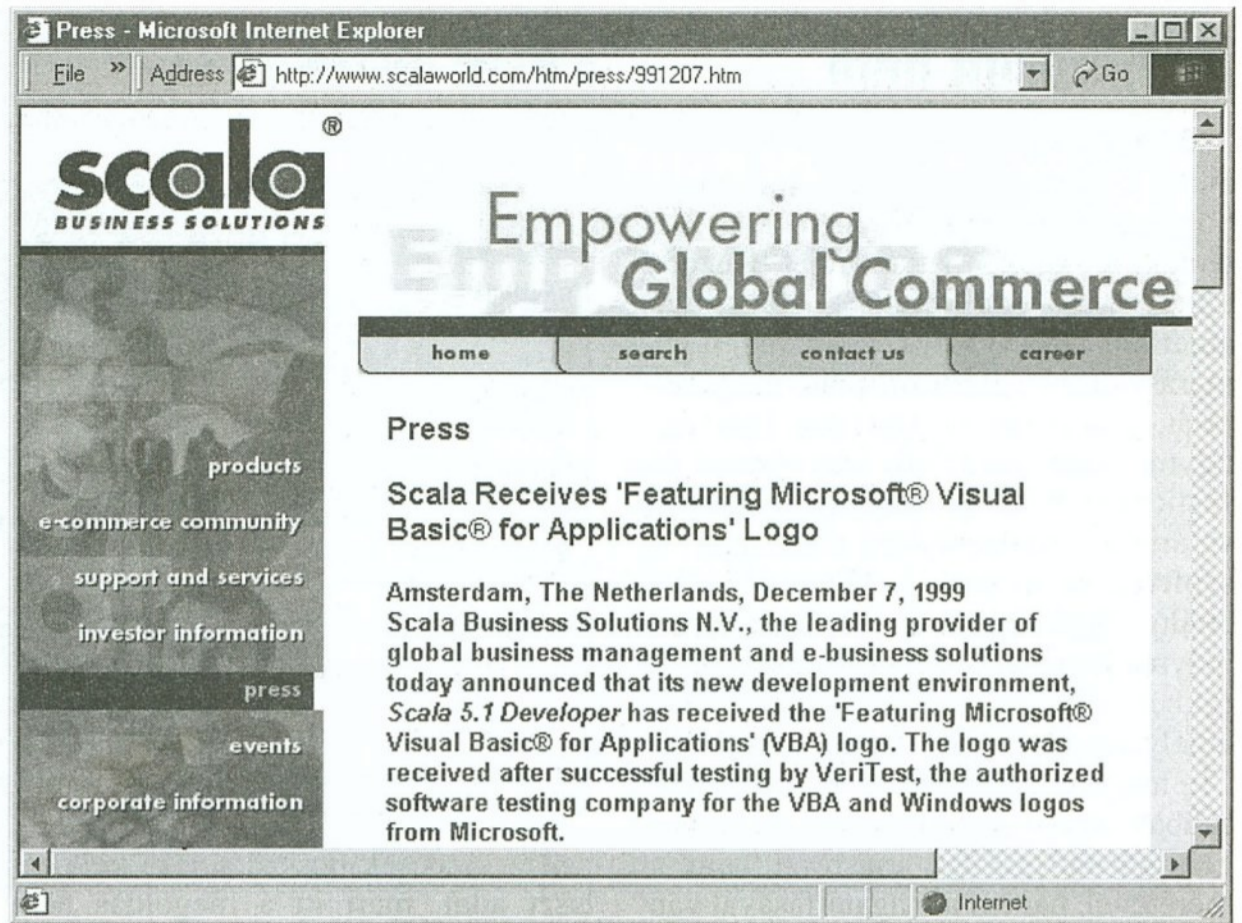 Press - Microsoft Internet Explorer
File » Address http://www.scalaworld.com/htm/press/991207.htm Go
scala®
BUSINESS SOLUTIONS
Empowering
Global Commerce
home search contact us career
products
e-commerce community
support and services
investor information
press
events
corporate information
Press
Scala Receives 'Featuring Microsoft® Visual
Basic® for Applications' Logo
Amsterdam, The Netherlands, December 7, 1999
Scala Business Solutions N.V., the leading provider of
global business management and e-business solutions
today announced that its new development environment,
Scala 5.1 Developer has received the 'Featuring Microsoft®
Visual Basic® for Applications' (VBA) logo. The logo was
received after successful testing by VeriTest, the authorized
software testing company for the VBA and Windows logos
from Microsoft.
Internet